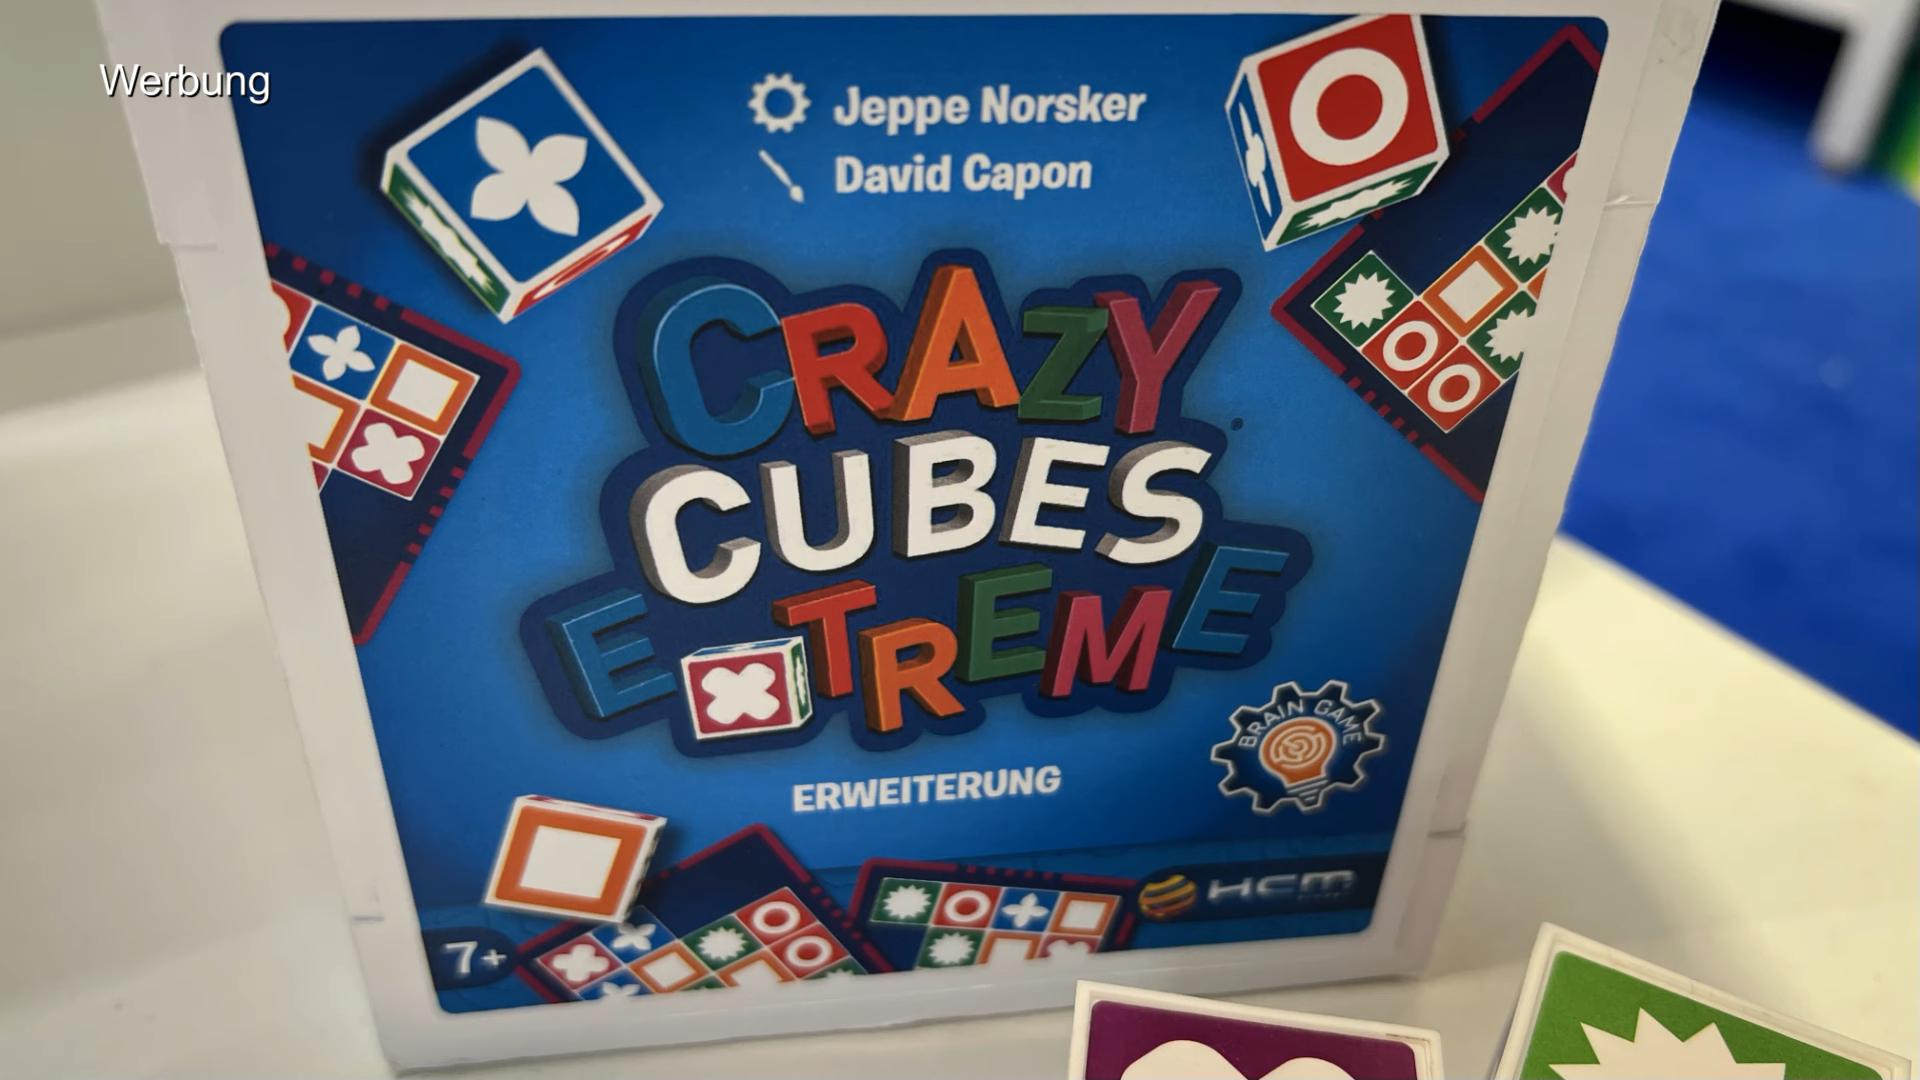 Werbung
Jeppe Norsker
David Capon
CRAZY
CUBES
EXTREME
ERWEITERUNG
BRAIN GAME
HCM
7+